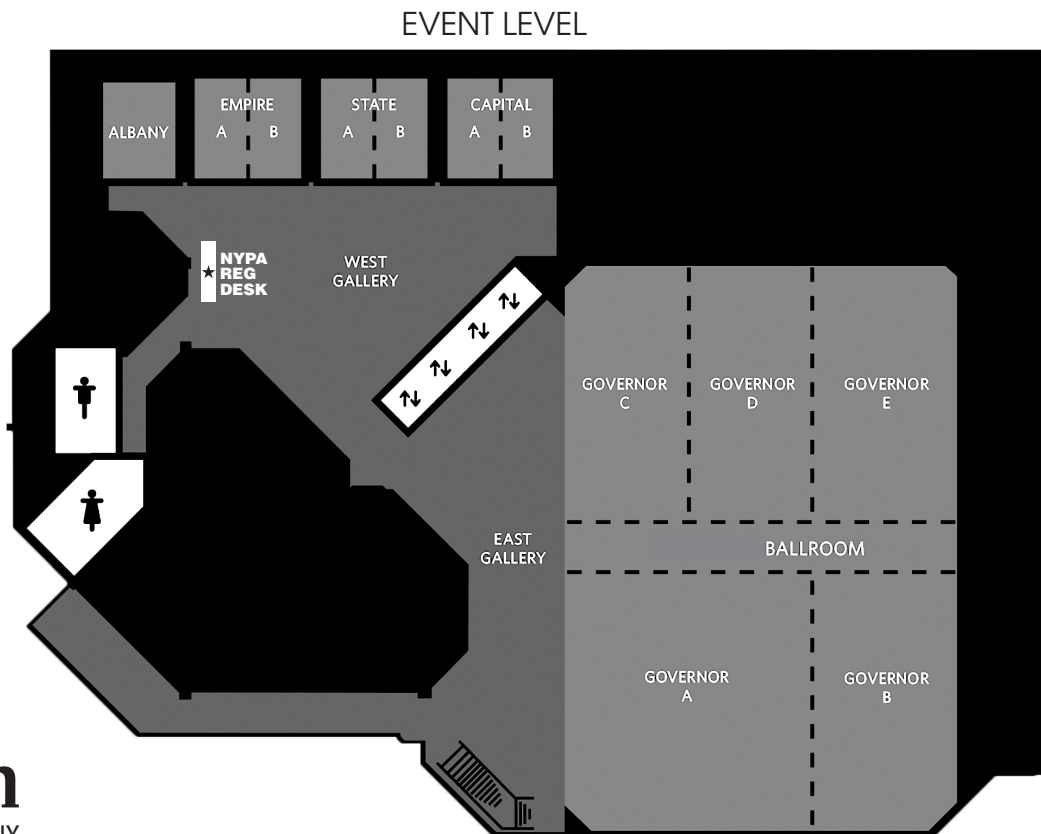 EVENT LEVEL
ALBANY
EMPIRE
A B
STATE
A B
CAPITAL
A B
NYPA
REG
DESK
WEST
GALLERY
GOVERNOR
C
GOVERNOR
D
GOVERNOR
E
EAST
GALLERY
BALLROOM
GOVERNOR
A
GOVERNOR
B